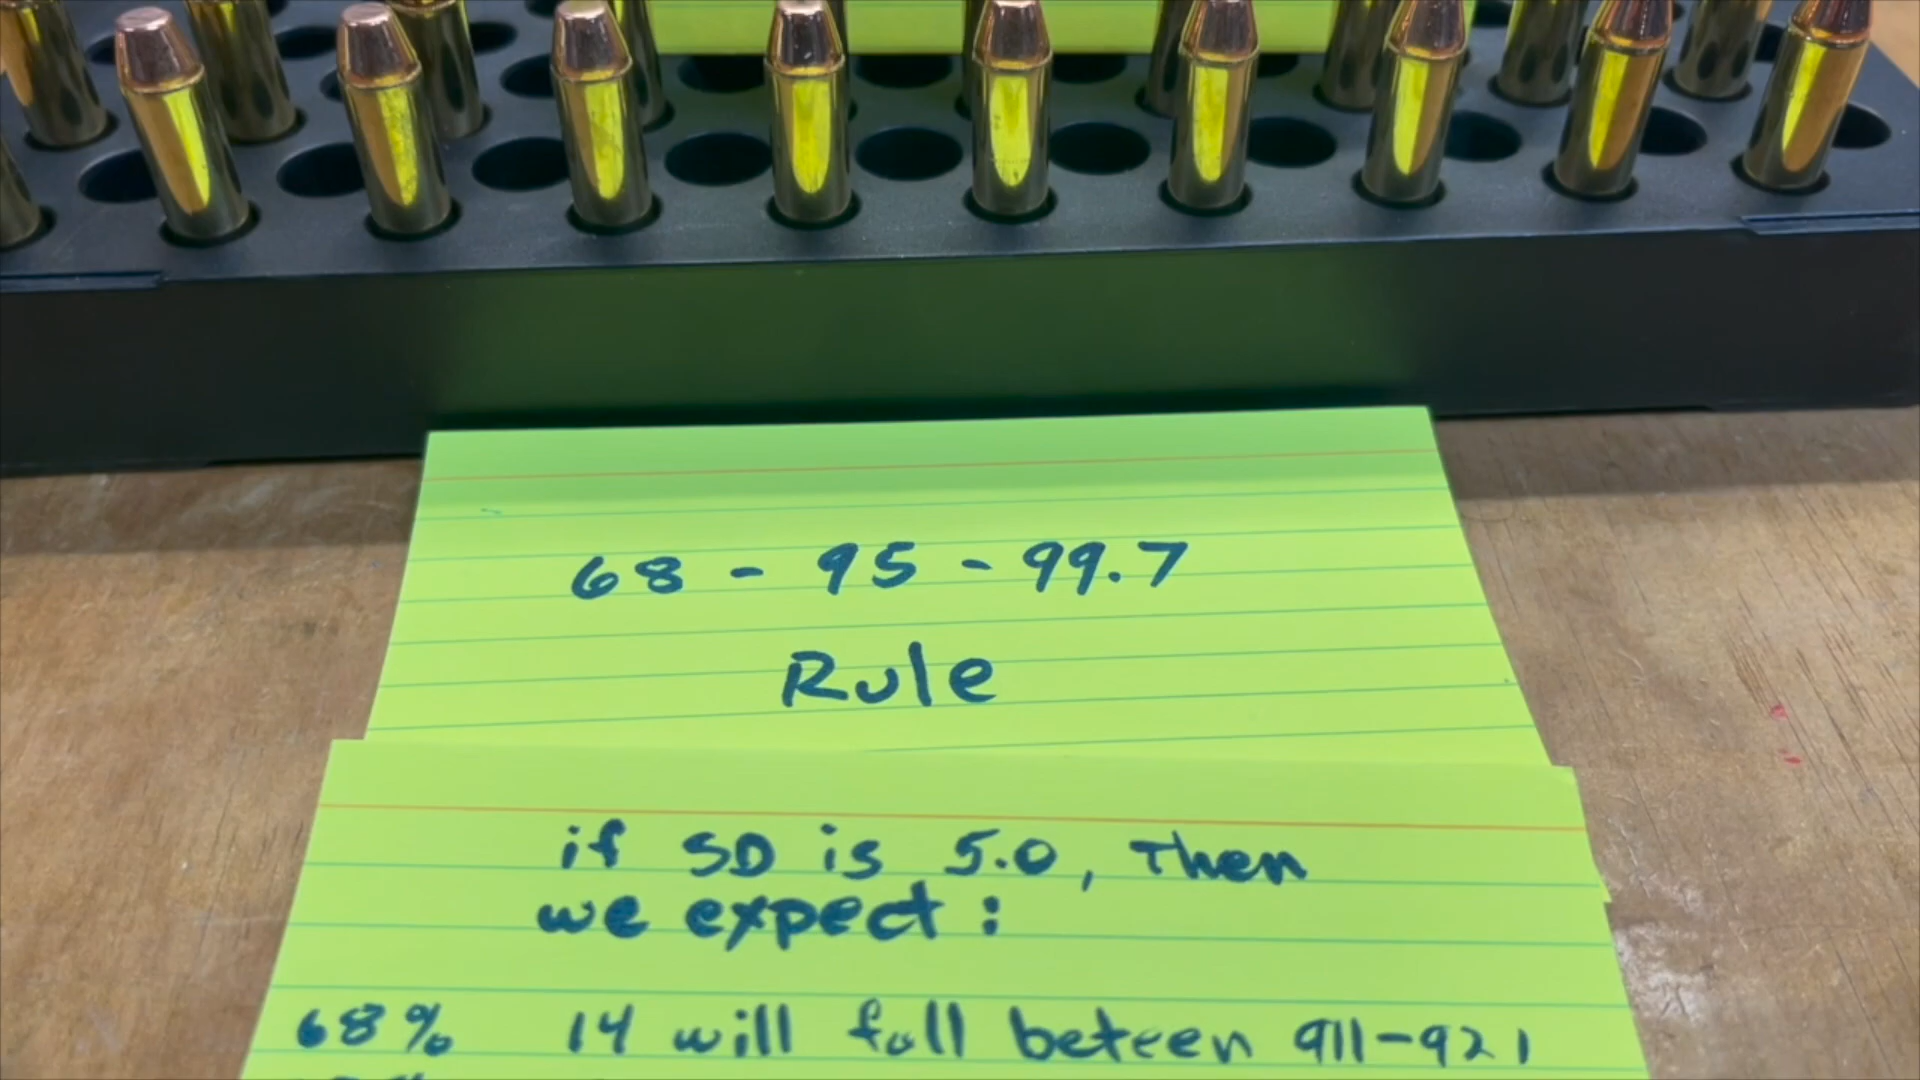 68 - 95 - 99.7
Rule
if SD is 5.0, Then
we expect :
68% 14 will fall beteen 911-921